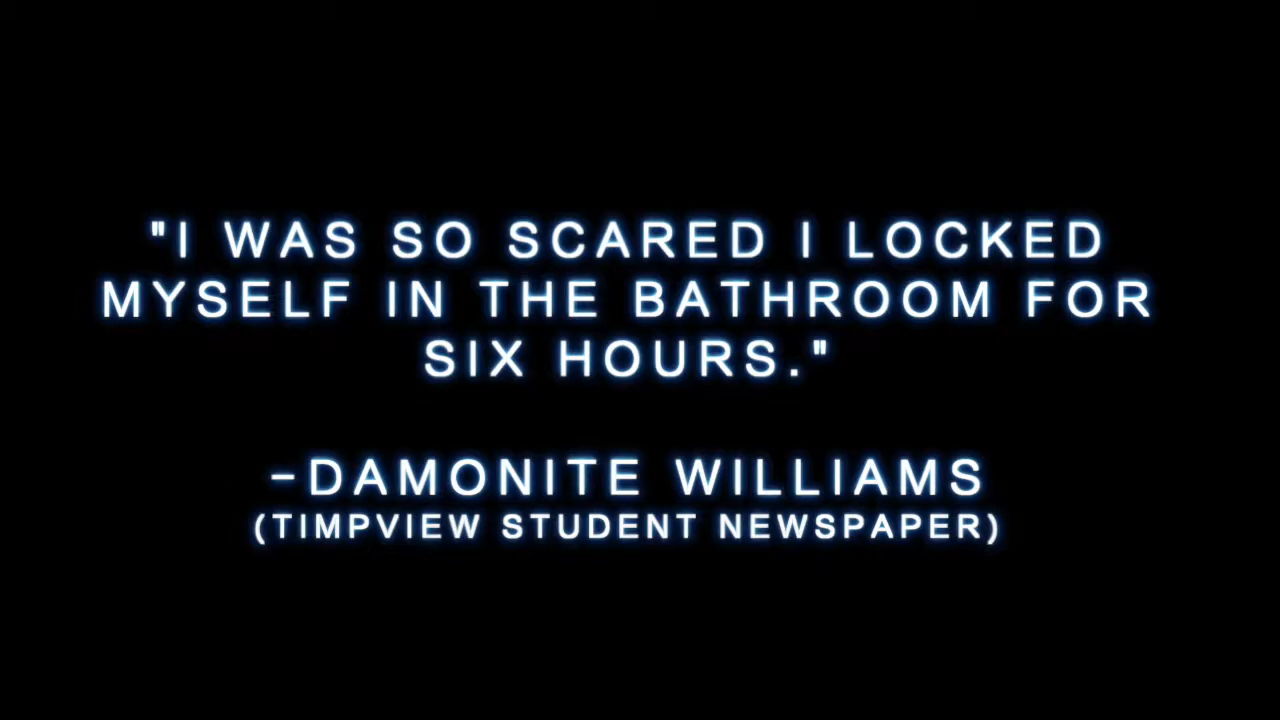 "I WAS SO SCARED I LOCKED
MYSELF IN THE BATHROOM FOR
SIX HOURS."
-DAMONITE WILLIAMS
(TIMPVIEW STUDENT NEWSPAPER)